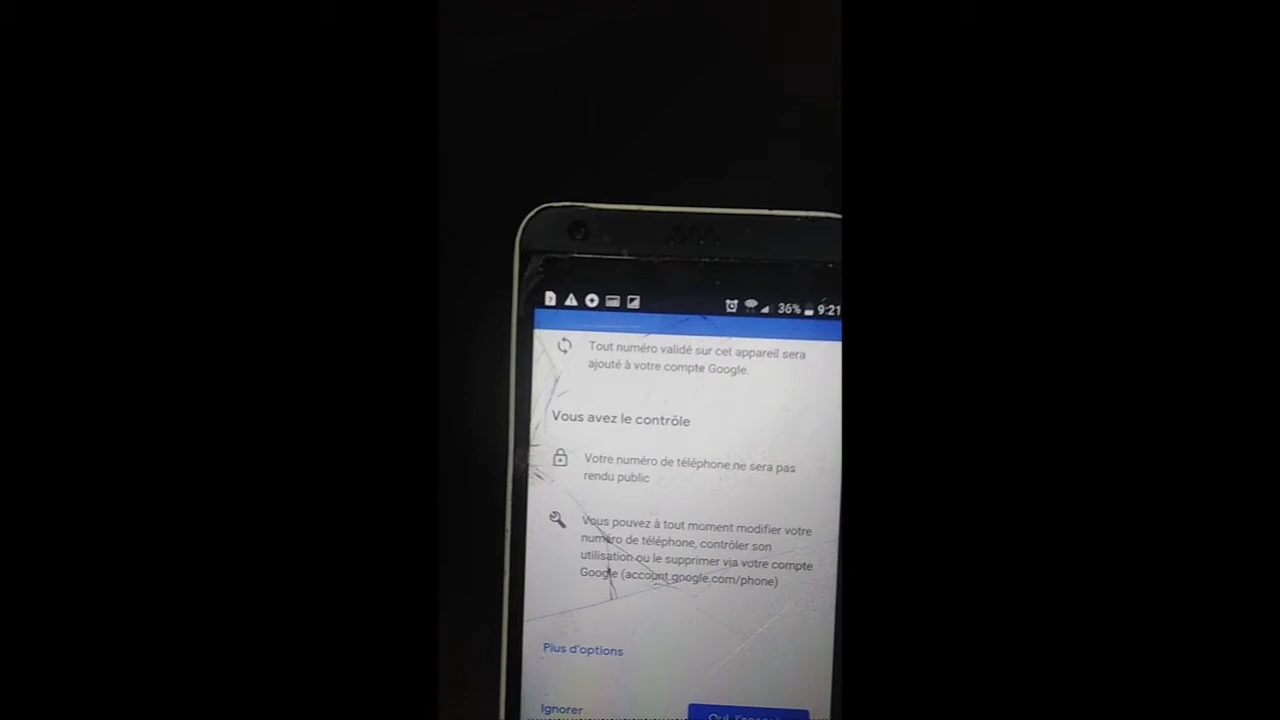 36% 9:21
Tout numéro validé sur cet appareil sera
ajouté à votre compte Google.
Vous avez le contrôle
Votre numéro de téléphone ne sera pas
rendu public
Vous pouvez à tout moment modifier votre
numéro de téléphone, contrôler son
utilisation ou le supprimer via votre compte
Google (account.google.com/phone)
Plus d'options
Ignorer